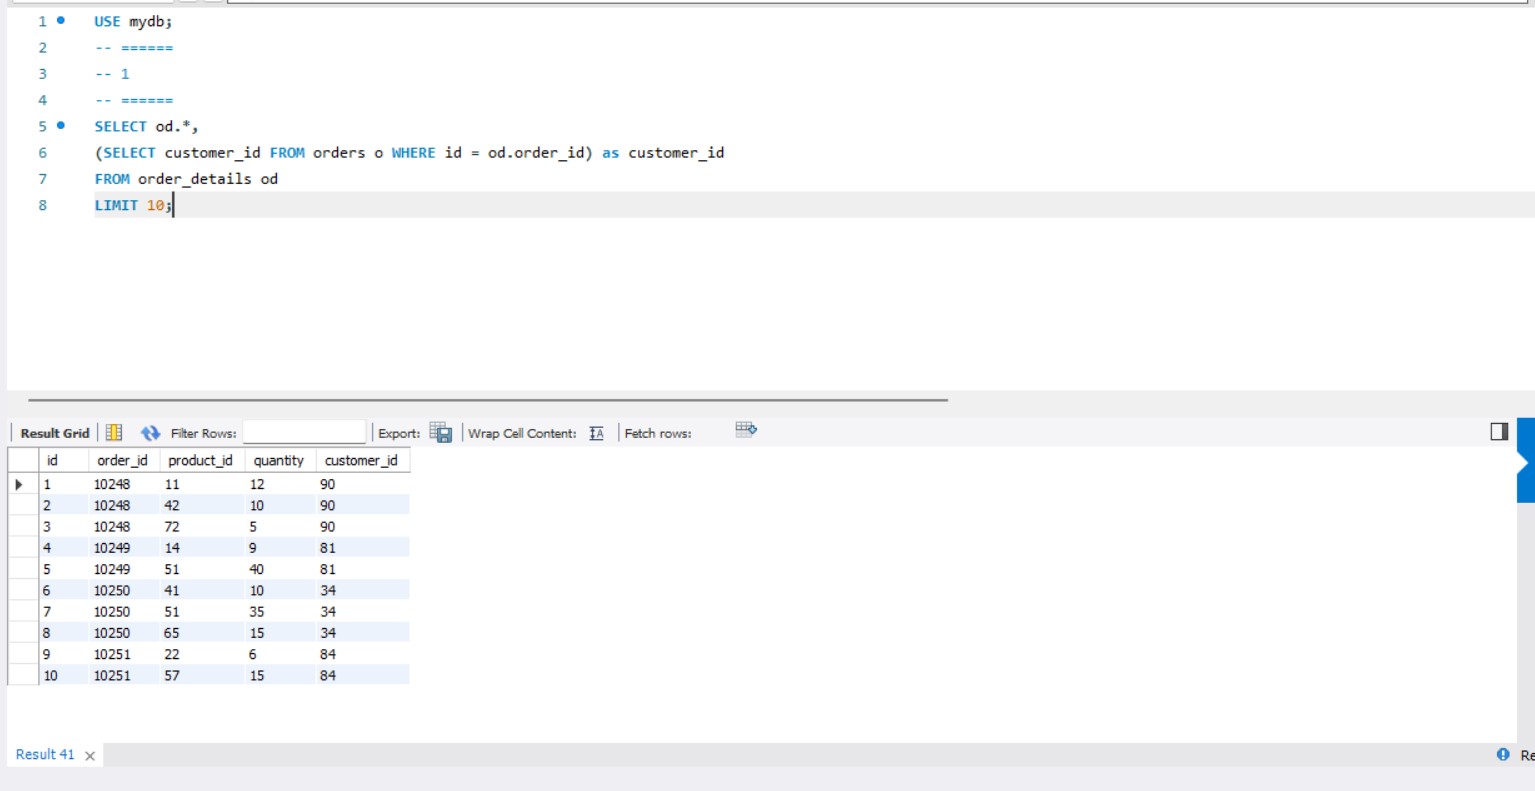 1 USE mydb;
2 -- ======
3 -- 1
4 -- ======
5 SELECT od.*,
6 (SELECT customer_id FROM orders o WHERE id = od.order_id) as customer_id
7 FROM order_details od
8 LIMIT 10;
Result Grid Filter Rows: Export: Wrap Cell Content: Fetch rows:
id order_id product_id quantity customer_id
1 10248 11 12 90
2 10248 42 10 90
3 10248 72 5 90
4 10249 14 9 81
5 10249 51 40 81
6 10250 41 10 34
7 10250 51 35 34
8 10250 65 15 34
9 10251 22 6 84
10 10251 57 15 84
Result 41 Re